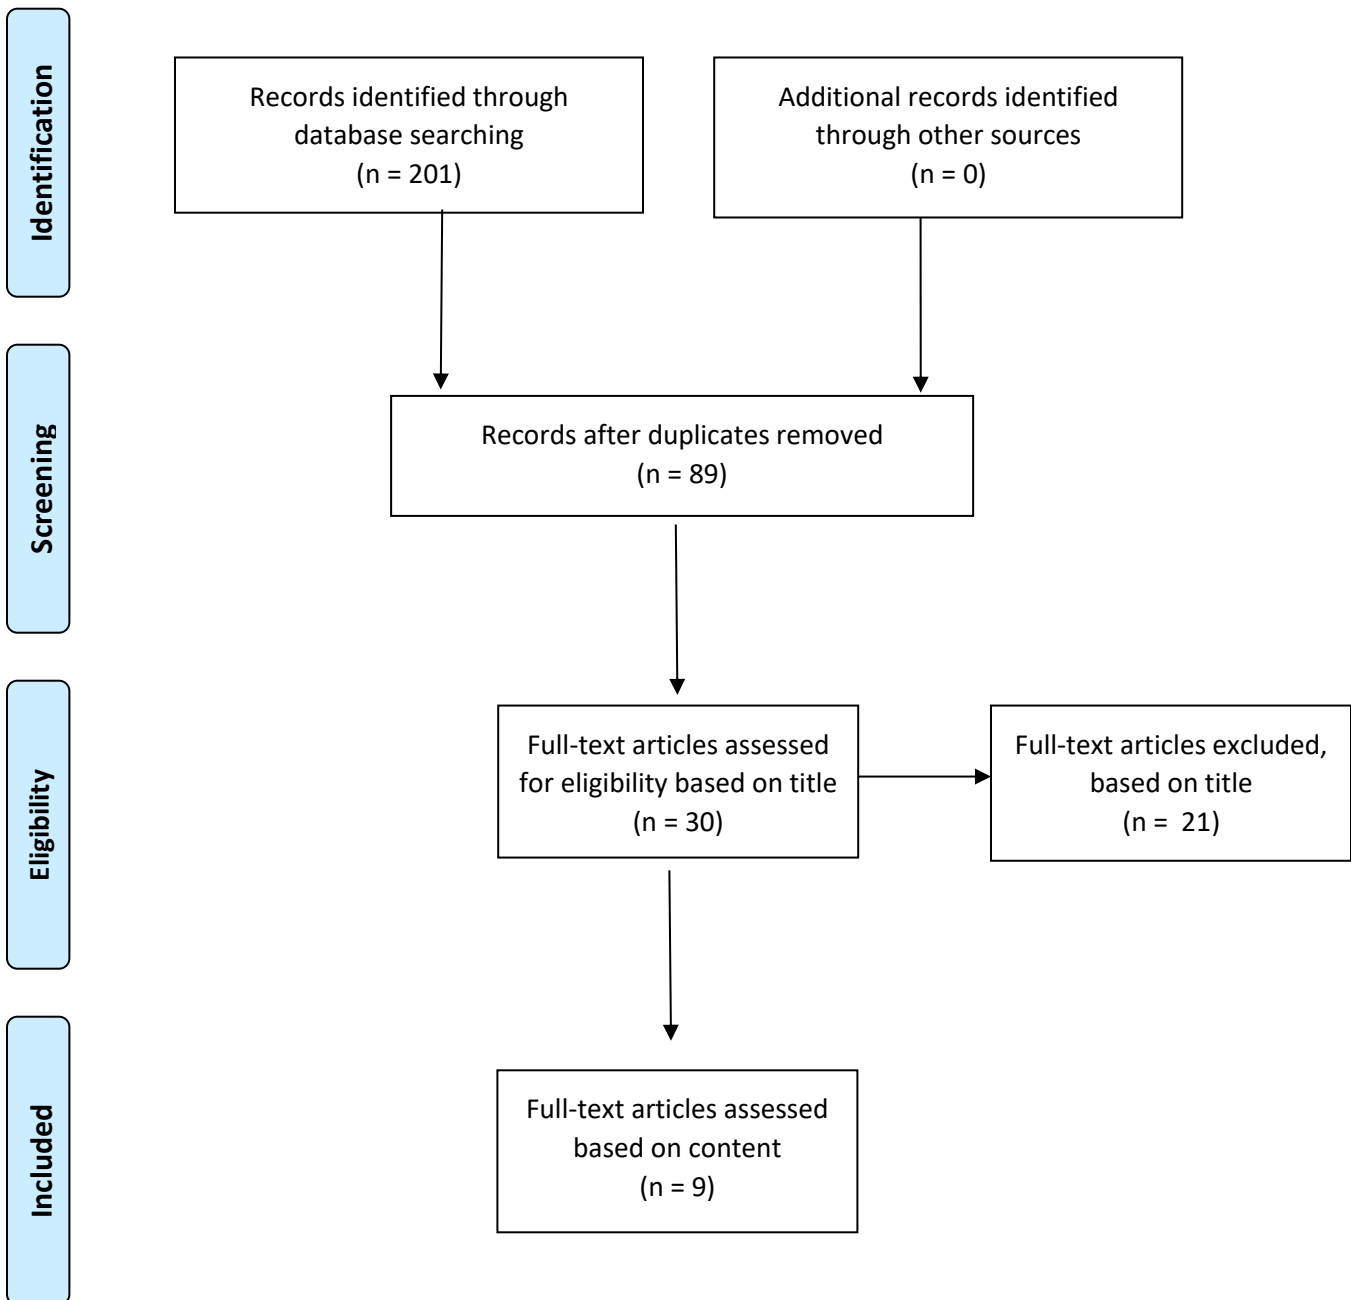 Identification
Records identified through
database searching
(n = 201)
Additional records identified
through other sources
(n = 0)
Screening
Records after duplicates removed
(n = 89)
Eligibility
Full-text articles assessed
for eligibility based on title
(n = 30)
Full-text articles excluded,
based on title
(n = 21)
Included
Full-text articles assessed
based on content
(n = 9)